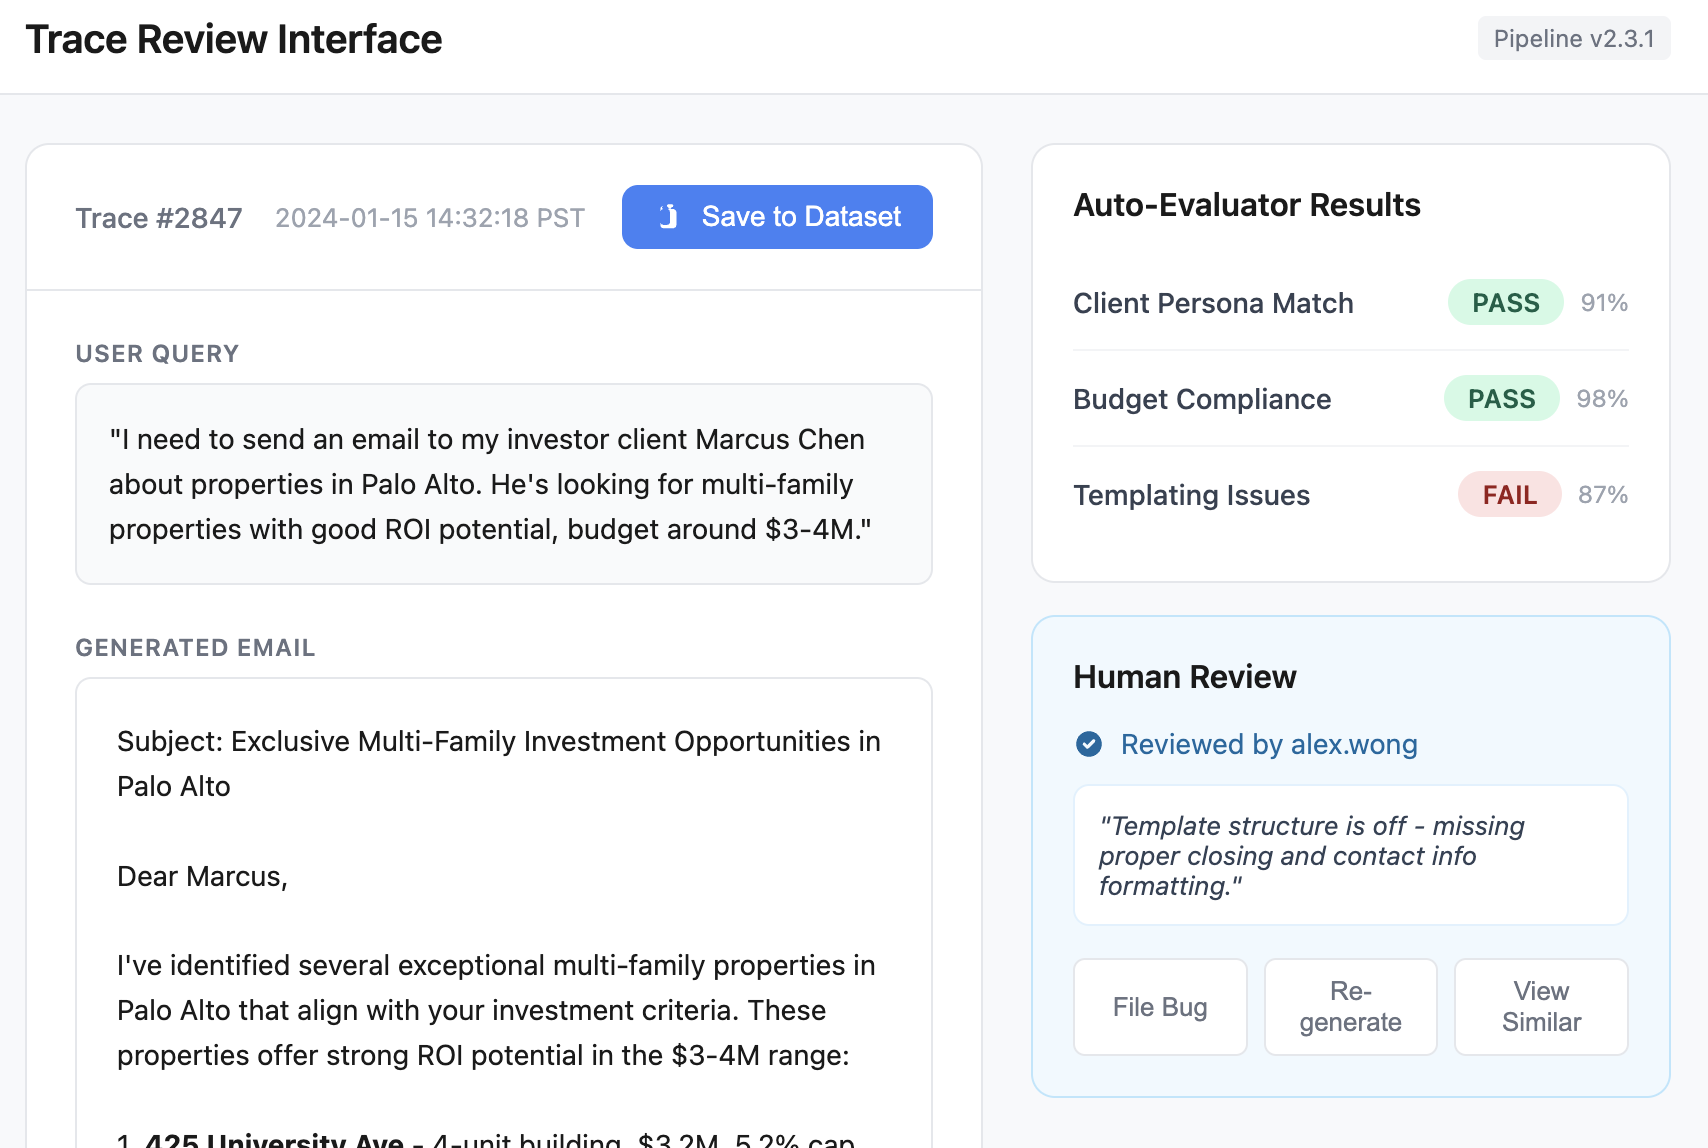 Trace Review Interface
Pipeline v2.3.1
Trace #2847
2024-01-15 14:32:18 PST
Save to Dataset
USER QUERY
"I need to send an email to my investor client Marcus Chen
about properties in Palo Alto. He's looking for multi-family
properties with good ROI potential, budget around $3-4M."
GENERATED EMAIL
Subject: Exclusive Multi-Family Investment Opportunities in
Palo Alto
Dear Marcus,
I've identified several exceptional multi-family properties in
Palo Alto that align with your investment criteria. These
properties offer strong ROI potential in the $3-4M range:
1. 425 University Ave - 4-unit building, $3.2M, 5.2% cap
Auto-Evaluator Results
Client Persona Match PASS 91%
Budget Compliance PASS 98%
Templating Issues FAIL 87%
Human Review
Reviewed by alex.wong
"Template structure is off - missing
proper closing and contact info
formatting."
File Bug
Re-
generate
View
Similar